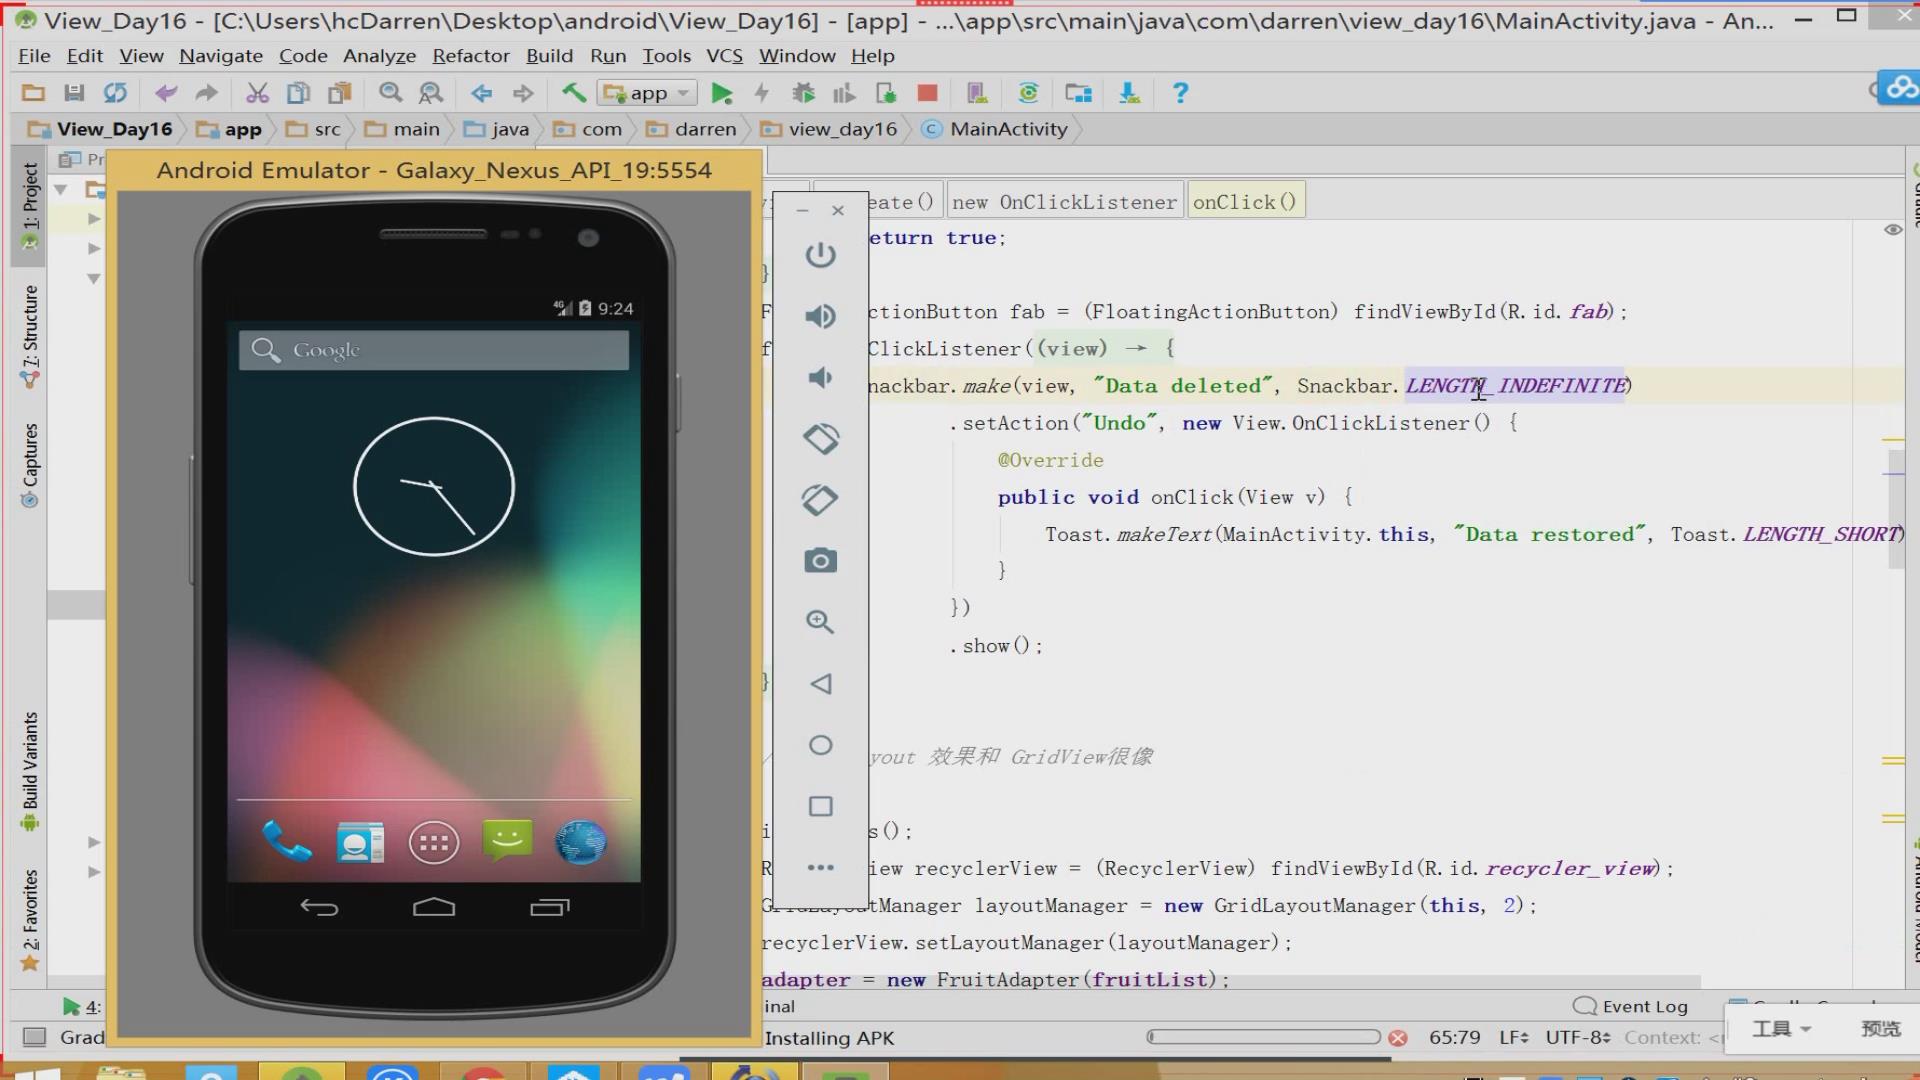 View_Day16 - [C:\Users\hcDarren\Desktop\android\View_Day16] - [app] - ...\app\src\main\java\com\darren\view_day16\MainActivity.java - An...
File Edit View Navigate Code Analyze Refactor Build Run Tools VCS Window Help
app
View_Day16 app src main java com darren view_day16 MainActivity
1: Project
7: Structure
Captures
Build Variants
2: Favorites
Android Emulator - Galaxy_Nexus_API_19:5554
4G 9:24
Google
eate() new OnClickListener onClick()
eturn true;
}
ctionButton fab = (FloatingActionButton) findViewById(R.id.fab);
ClickListener((view) → {
nackbar.make(view, "Data deleted", Snackbar.LENGTH_INDEFINITE)
.setAction("Undo", new View.OnClickListener() {
@Override
public void onClick(View v) {
Toast.makeText(MainActivity.this, "Data restored", Toast.LENGTH_SHORT)
}
})
.show();
}
yout 效果和 GridView很像
s();
iew recyclerView = (RecyclerView) findViewById(R.id.recycler_view);
GridLayoutManager layoutManager = new GridLayoutManager(this, 2);
recyclerView.setLayoutManager(layoutManager);
adapter = new FruitAdapter(fruitList);
4: inal Event Log
Grad Installing APK 65:79 LF UTF-8 Context:
工具 预览